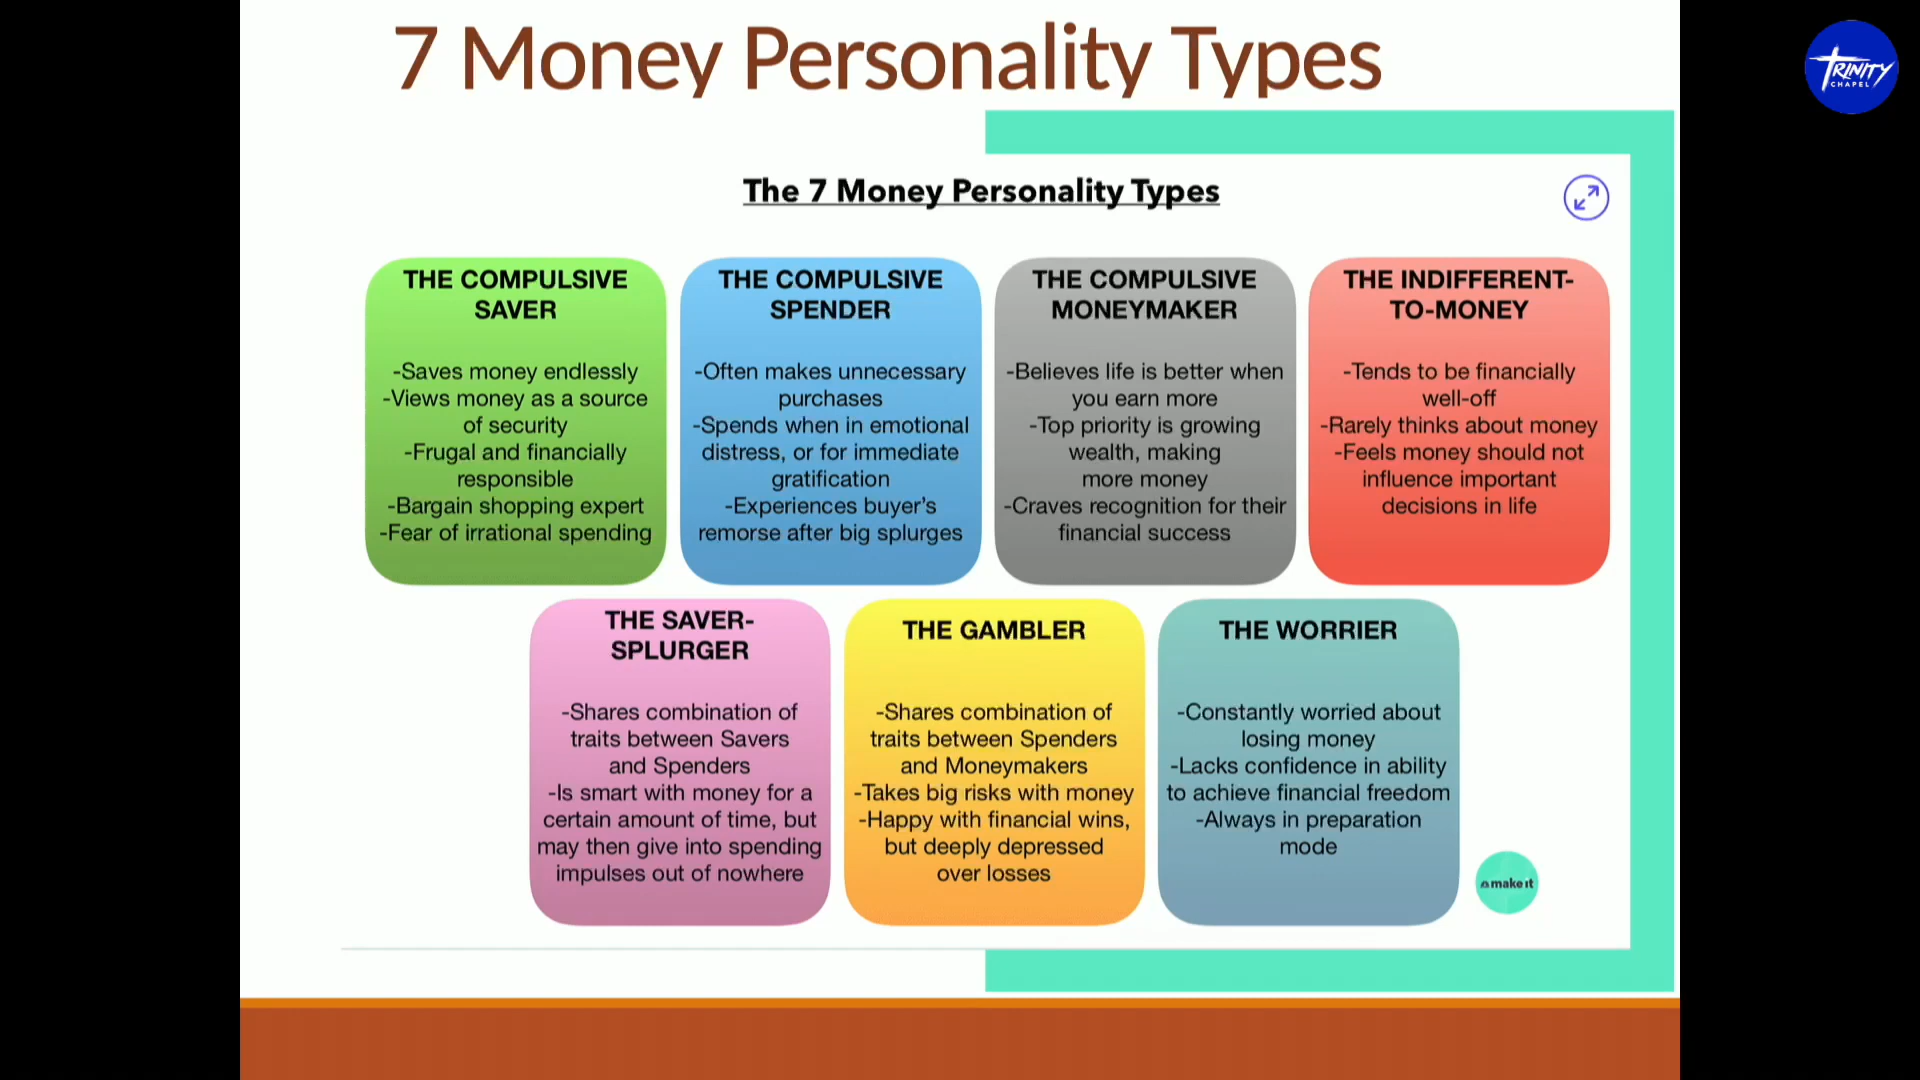 7 Money Personality Types
TRINITY
CHAPEL
The 7 Money Personality Types
THE COMPULSIVE
SAVER
-Saves money endlessly
-Views money as a source
of security
-Frugal and financially
responsible
-Bargain shopping expert
-Fear of irrational spending
THE COMPULSIVE
SPENDER
-Often makes unnecessary
purchases
-Spends when in emotional
distress, or for immediate
gratification
-Experiences buyer’s
remorse after big splurges
THE COMPULSIVE
MONEYMAKER
-Believes life is better when
you earn more
-Top priority is growing
wealth, making
more money
-Craves recognition for their
financial success
THE INDIFFERENT-
TO-MONEY
-Tends to be financially
well-off
-Rarely thinks about money
-Feels money should not
influence important
decisions in life
THE SAVER-
SPLURGER
-Shares combination of
traits between Savers
and Spenders
-Is smart with money for a
certain amount of time, but
may then give into spending
impulses out of nowhere
THE GAMBLER
-Shares combination of
traits between Spenders
and Moneymakers
-Takes big risks with money
-Happy with financial wins,
but deeply depressed
over losses
THE WORRIER
-Constantly worried about
losing money
-Lacks confidence in ability
to achieve financial freedom
-Always in preparation
mode
make it